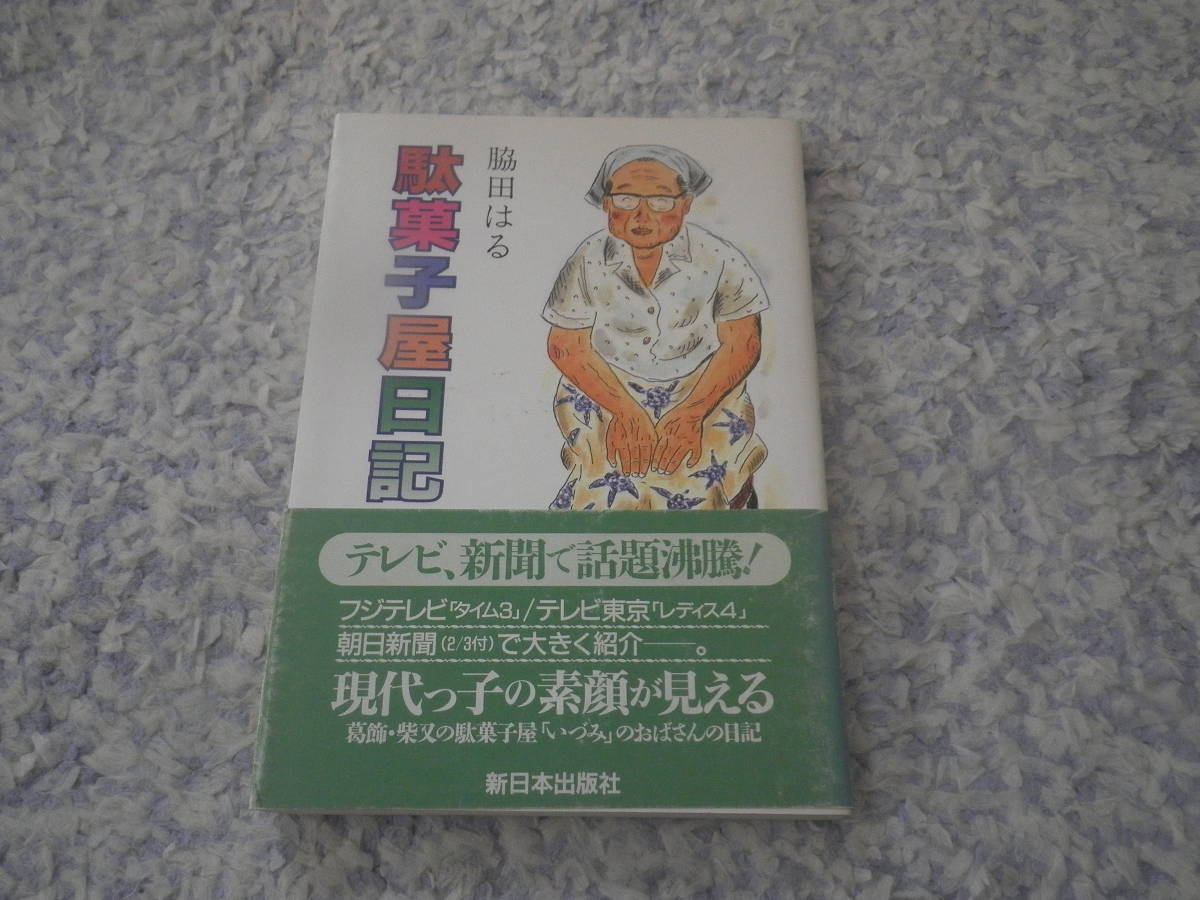 脇田はる
駄菓子屋日記
テレビ、新聞で話題沸騰!
フジテレビ「タイム3」/テレビ東京「レディス4」
朝日新聞(2/3付)で大きく紹介――。
現代っ子の素顔が見える
葛飾・柴又の駄菓子屋「いづみ」のおばさんの日記
新日本出版社